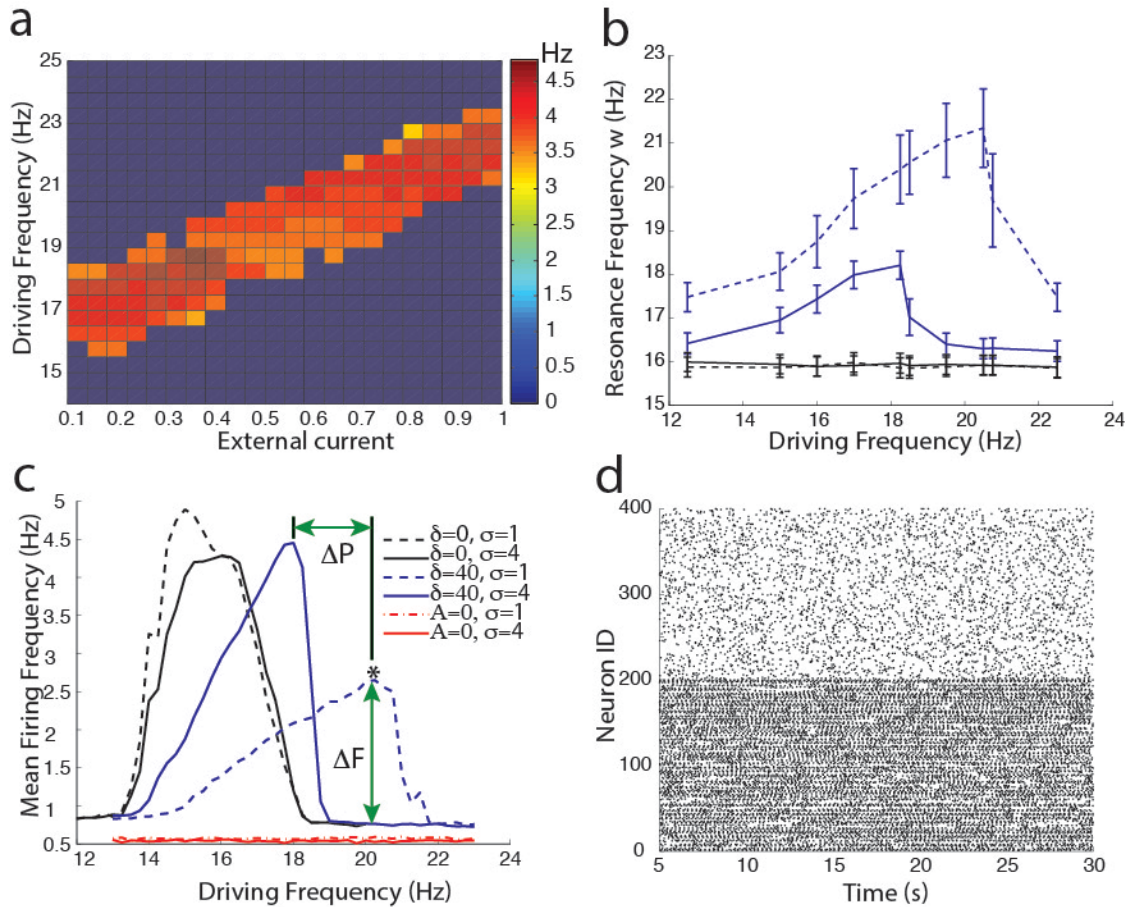 a
Hz
25
23
21
19
17
15
Driving Frequency (Hz)
4.5
4
3.5
3
2.5
2
1.5
1
0.5
0
0.1 0.2 0.3 0.4 0.5 0.6 0.7 0.8 0.9 1
External current
b
23
22
21
20
19
18
17
16
15
Resonance Frequency w (Hz)
12 14 16 18 20 22 24
Driving Frequency (Hz)
c
5
4.5
4
3.5
3
2.5
2
1.5
1
0.5
Mean Firing Frequency (Hz)
ΔP
δ=0, σ=1
δ=0, σ=4
δ=40, σ=1
δ=40, σ=4
A=0, σ=1
A=0, σ=4
*
ΔF
12 14 16 18 20 22 24
Driving Frequency (Hz)
d
400
300
200
100
0
Neuron ID
5 10 15 20 25 30
Time (s)